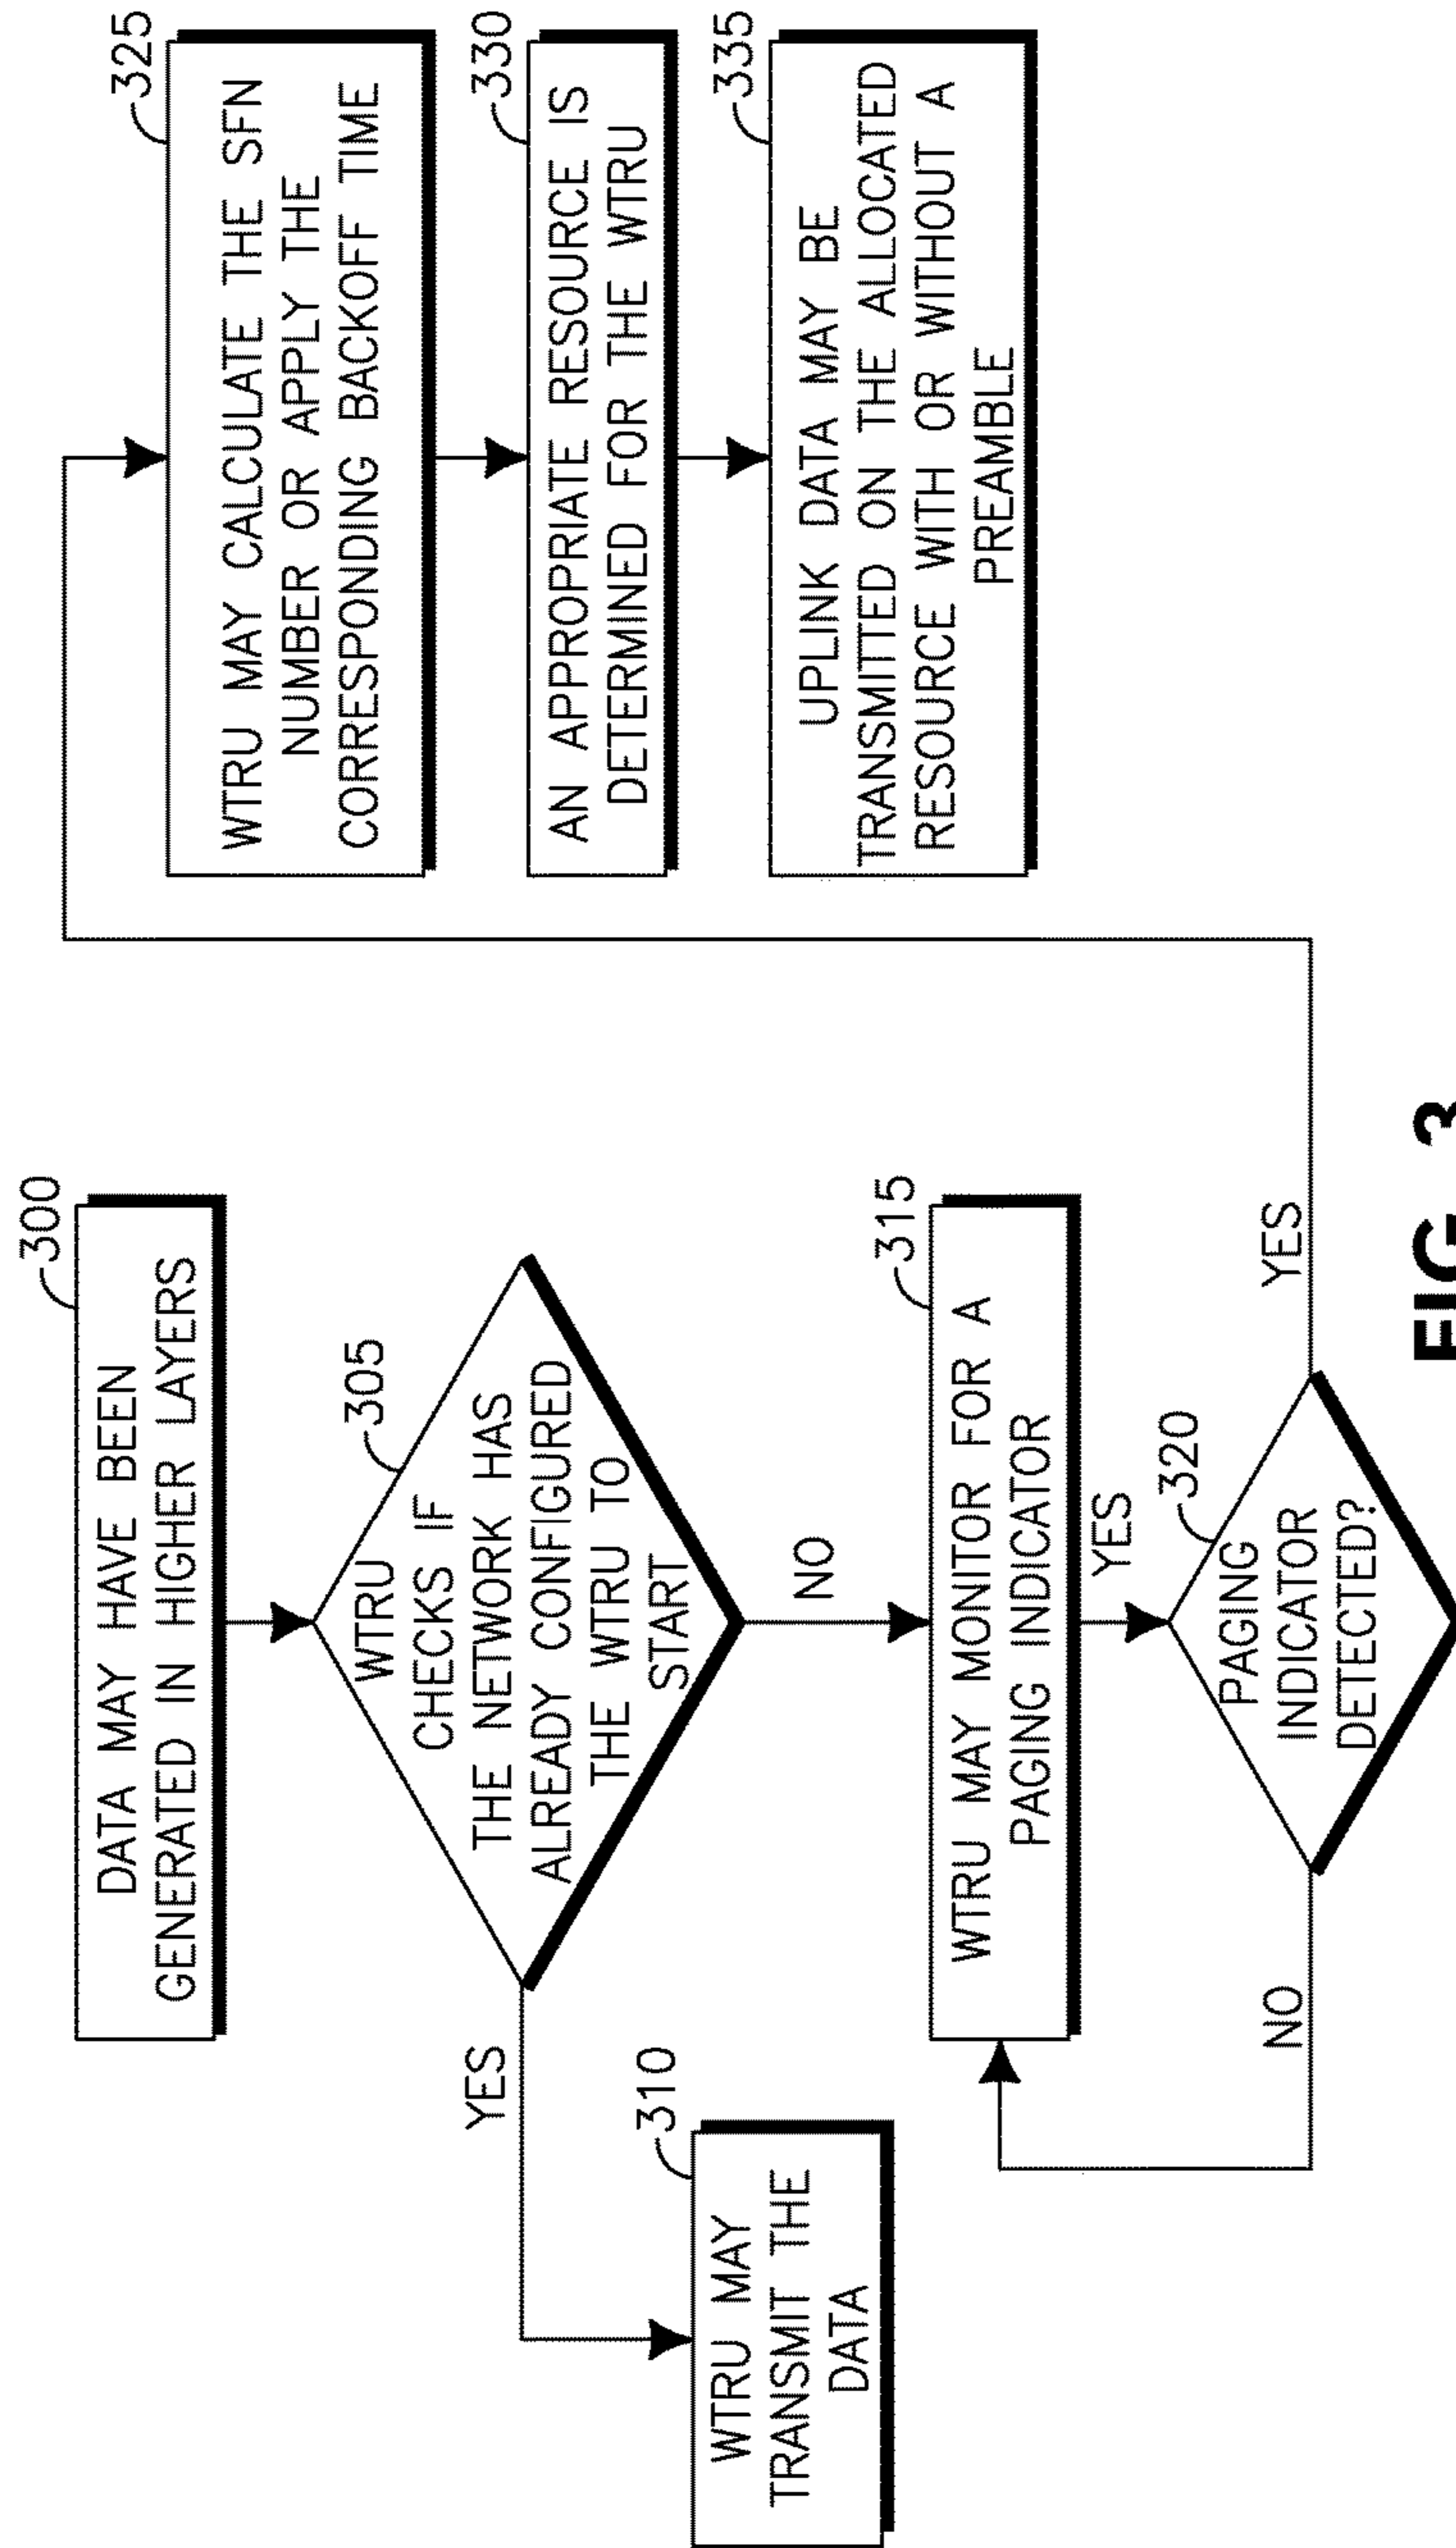 300
DATA MAY HAVE BEEN
GENERATED IN HIGHER LAYERS
305
WTRU
CHECKS IF
THE NETWORK HAS
ALREADY CONFIGURED
THE WTRU TO
START
YES
310
WTRU MAY
TRANSMIT THE
DATA
NO
315
WTRU MAY MONITOR FOR A
PAGING INDICATOR
YES
320
PAGING
INDICATOR
DETECTED?
NO
YES
325
WTRU MAY CALCULATE THE SFN
NUMBER OR APPLY THE
CORRESPONDING BACKOFF TIME
330
AN APPROPRIATE RESOURCE IS
DETERMINED FOR THE WTRU
335
UPLINK DATA MAY BE
TRANSMITTED ON THE ALLOCATED
RESOURCE WITH OR WITHOUT A
PREAMBLE
FIG. 3